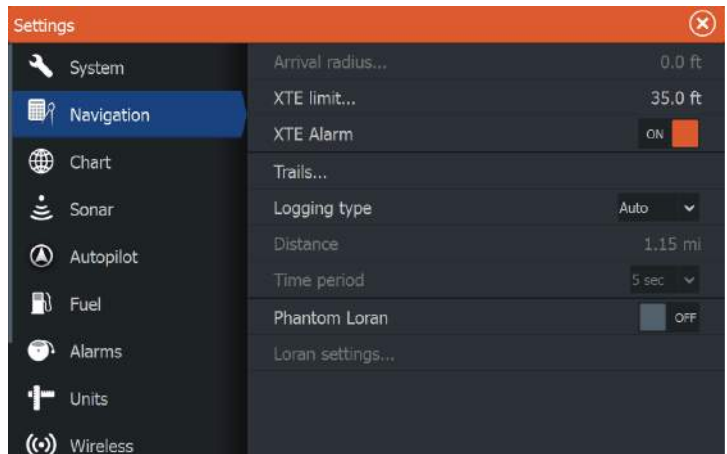 Settings
System
Navigation
Chart
Sonar
Autopilot
Fuel
Alarms
Units
Wireless
Arrival radius... 0.0 ft
XTE limit... 35.0 ft
XTE Alarm ON
Trails...
Logging type Auto
Distance 1.15 mi
Time period 5 sec
Phantom Loran OFF
Loran settings...